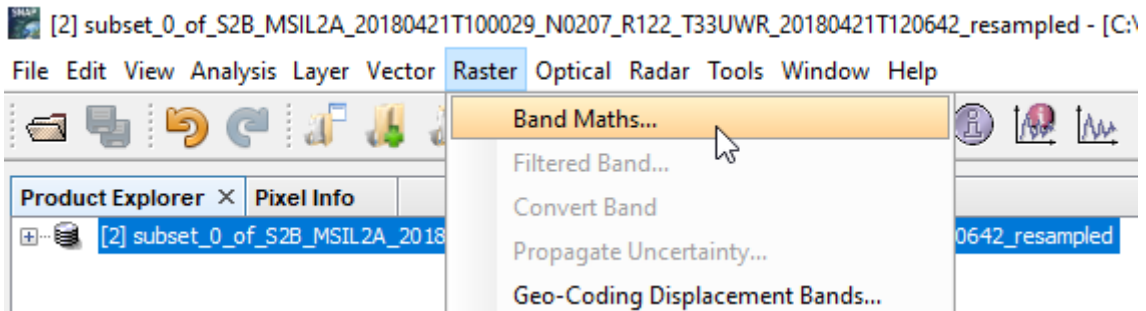 SNAP [2] subset_0_of_S2B_MSIL2A_20180421T100029_N0207_R122_T33UWR_20180421T120642_resampled - [C:\
File Edit View Analysis Layer Vector Raster Optical Radar Tools Window Help
Band Maths...
Filtered Band...
Product Explorer × Pixel Info
Convert Band
[2] subset_0_of_S2B_MSIL2A_2018 0642_resampled
Propagate Uncertainty...
Geo-Coding Displacement Bands...